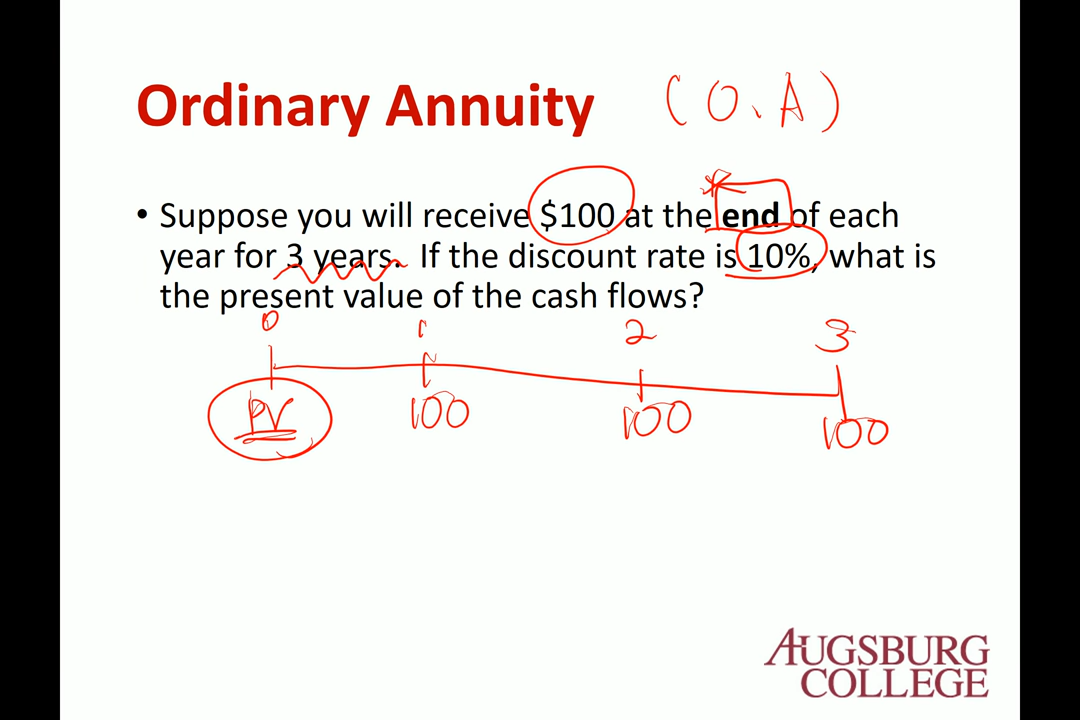 Ordinary Annuity (O.A)
• Suppose you will receive $100 at the end of each
year for 3 years. If the discount rate is 10%, what is
the present value of the cash flows?
0 1 2 3
PV 100 100 100
AUGSBURG
COLLEGE